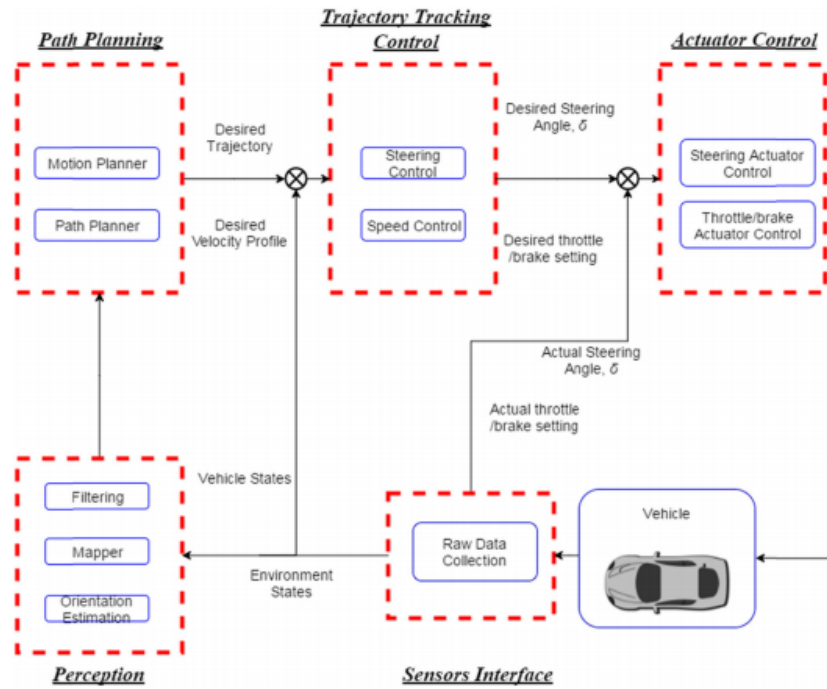 Path Planning
Trajectory Tracking
Control
Actuator Control
Motion Planner
Path Planner
Desired
Trajectory
Desired
Velocity Profile
Steering
Control
Speed Control
Desired Steering
Angle, δ
Desired throttle
/brake setting
Steering Actuator
Control
Throttle/brake
Actuator Control
Actual Steering
Angle, δ
Actual throttle
/brake setting
Vehicle States
Environment
States
Filtering
Mapper
Orientation
Estimation
Raw Data
Collection
Vehicle
Perception
Sensors Interface